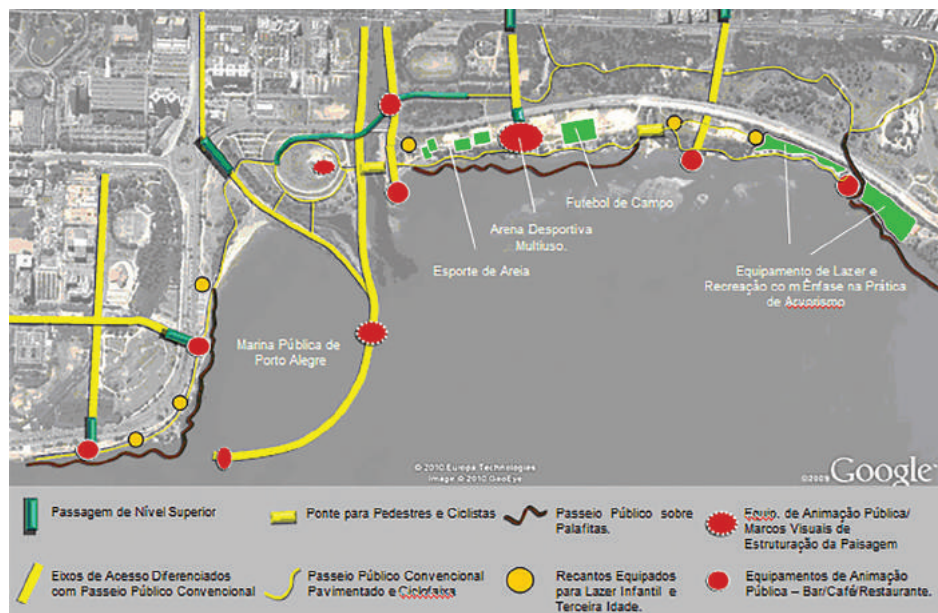 Futebol de Campo
Arena Desportiva
Multiuso.
Esporte de Areia
Equipamento de Lazer e
Recreação co m Ênfase na Prática
de Arvorismo
Marina Pública de
Porto Alegre
© 2010 Europa Technologies
Image © 2010 GeoEye
©2009 Google
Passagem de Nível Superior
Ponte para Pedestres e Ciclistas
Passeio Público sobre
Palafitas.
Equip. de Animação Pública/
Marcos Visuais de
Estruturação da Paisagem
Eixos de Acesso Diferenciados
com Passeio Público Convencional
Passeio Público Convencional
Pavimentado e Ciclofaixa
Recantos Equipados
para Lazer Infantil e
Terceira Idade.
Equipamentos de Animação
Pública – Bar/Café/Restaurante.